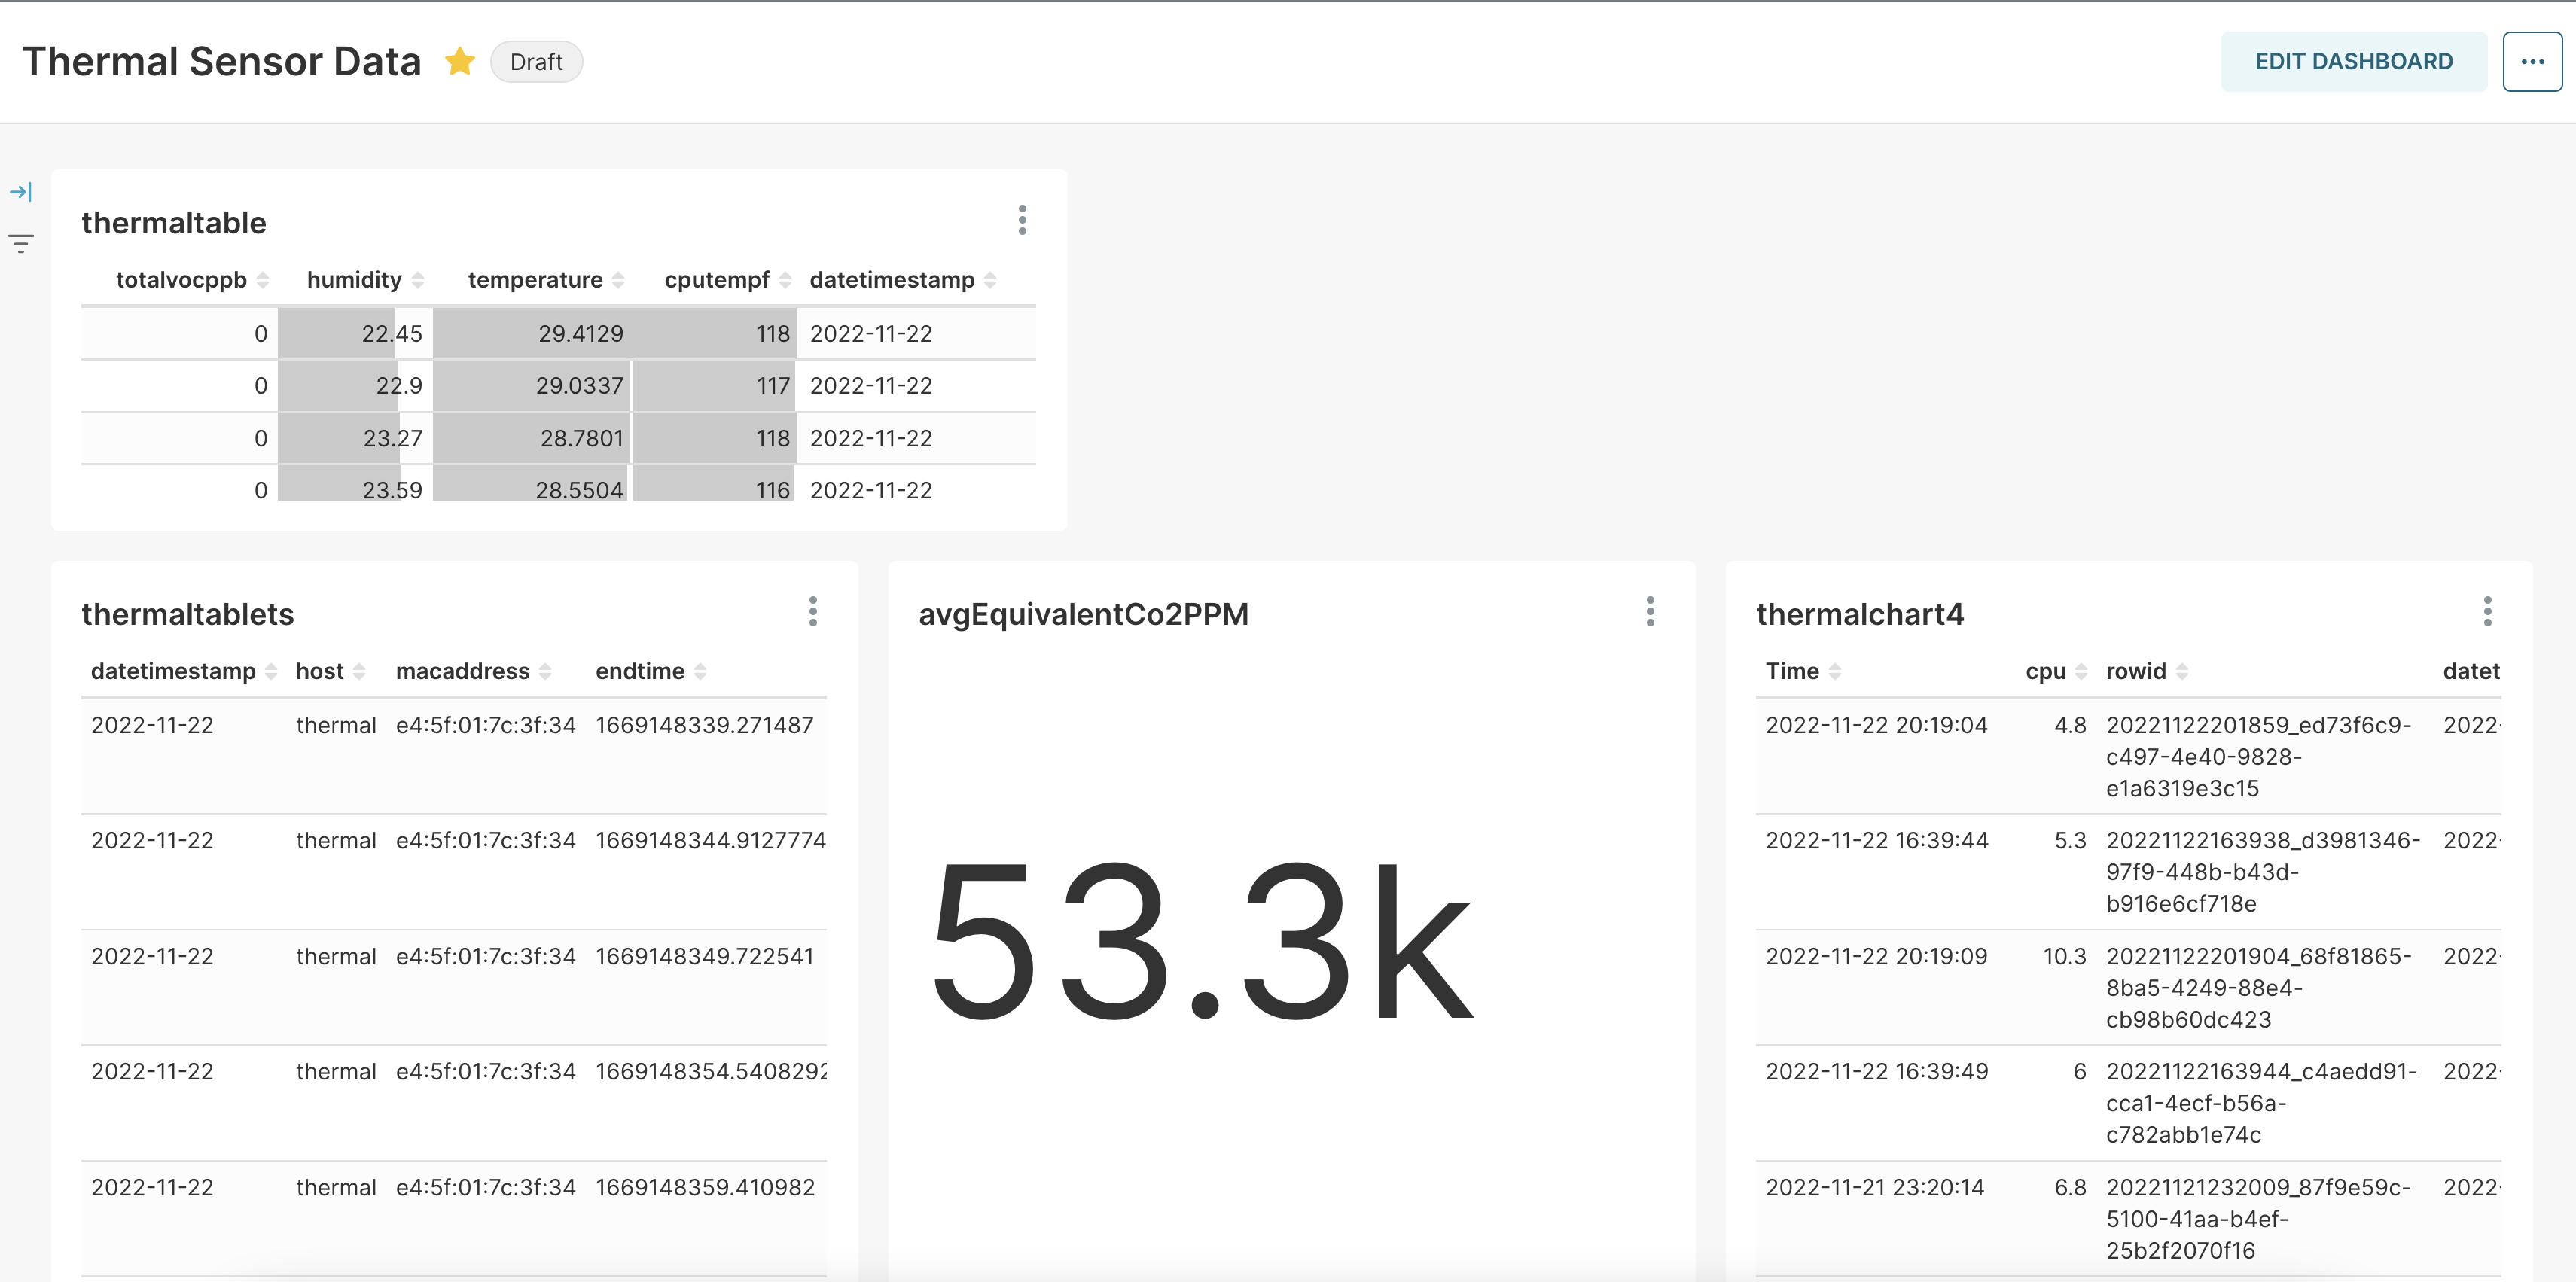 Thermal Sensor Data Draft EDIT DASHBOARD
thermaltable
totalvocppb humidity temperature cputempf datetimestamp
0 22.45 29.4129 118 2022-11-22
0 22.9 29.0337 117 2022-11-22
0 23.27 28.7801 118 2022-11-22
0 23.59 28.5504 116 2022-11-22
thermaltablets
datetimestamp host macaddress endtime
2022-11-22 thermal e4:5f:01:7c:3f:34 1669148339.271487
2022-11-22 thermal e4:5f:01:7c:3f:34 1669148344.9127774
2022-11-22 thermal e4:5f:01:7c:3f:34 1669148349.722541
2022-11-22 thermal e4:5f:01:7c:3f:34 1669148354.5408292
2022-11-22 thermal e4:5f:01:7c:3f:34 1669148359.410982
avgEquivalentCo2PPM
53.3k
thermalchart4
Time cpu rowid datet
2022-11-22 20:19:04 4.8 20221122201859_ed73f6c9- 2022-
c497-4e40-9828-
e1a6319e3c15
2022-11-22 16:39:44 5.3 20221122163938_d3981346- 2022-
97f9-448b-b43d-
b916e6cf718e
2022-11-22 20:19:09 10.3 20221122201904_68f81865- 2022-
8ba5-4249-88e4-
cb98b60dc423
2022-11-22 16:39:49 6 20221122163944_c4aedd91- 2022-
cca1-4ecf-b56a-
c782abb1e74c
2022-11-21 23:20:14 6.8 20221121232009_87f9e59c- 2022-
5100-41aa-b4ef-
25b2f2070f16